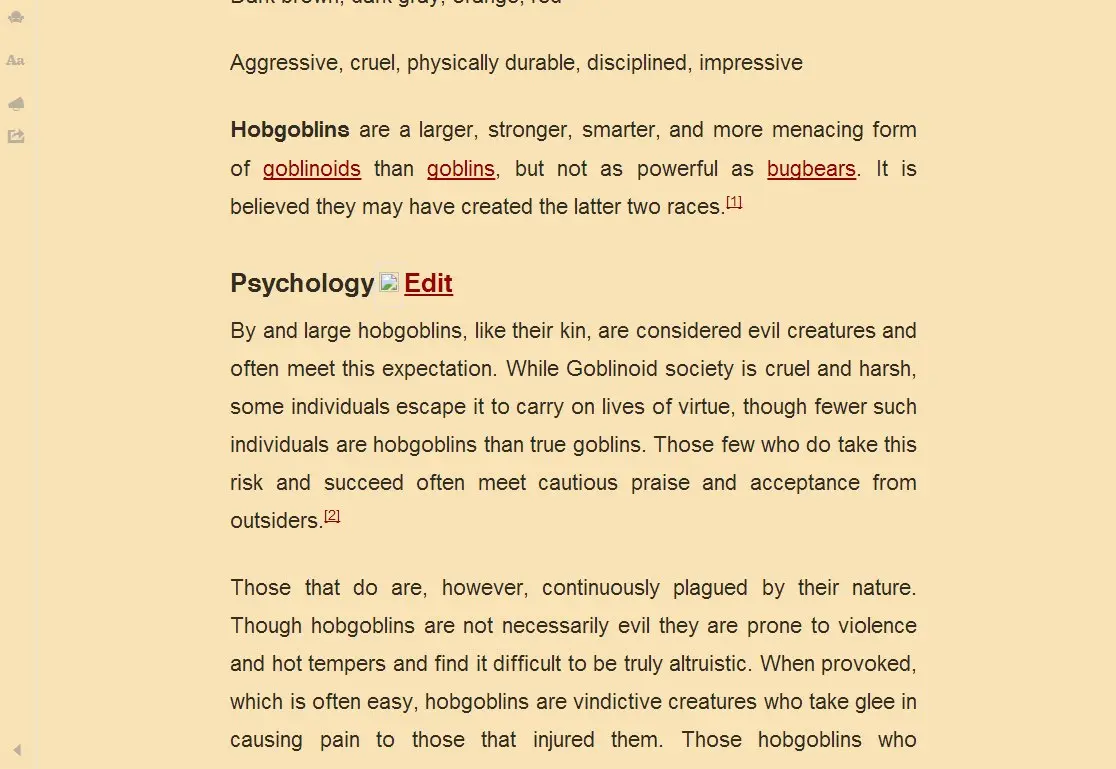 Dark brown, dark gray, orange, red
Aa
Aggressive, cruel, physically durable, disciplined, impressive
Hobgoblins are a larger, stronger, smarter, and more menacing form
of goblinoids than goblins, but not as powerful as bugbears. It is
believed they may have created the latter two races.[1]
Psychology Edit
By and large hobgoblins, like their kin, are considered evil creatures and
often meet this expectation. While Goblinoid society is cruel and harsh,
some individuals escape it to carry on lives of virtue, though fewer such
individuals are hobgoblins than true goblins. Those few who do take this
risk and succeed often meet cautious praise and acceptance from
outsiders.[2]
Those that do are, however, continuously plagued by their nature.
Though hobgoblins are not necessarily evil they are prone to violence
and hot tempers and find it difficult to be truly altruistic. When provoked,
which is often easy, hobgoblins are vindictive creatures who take glee in
causing pain to those that injured them. Those hobgoblins who